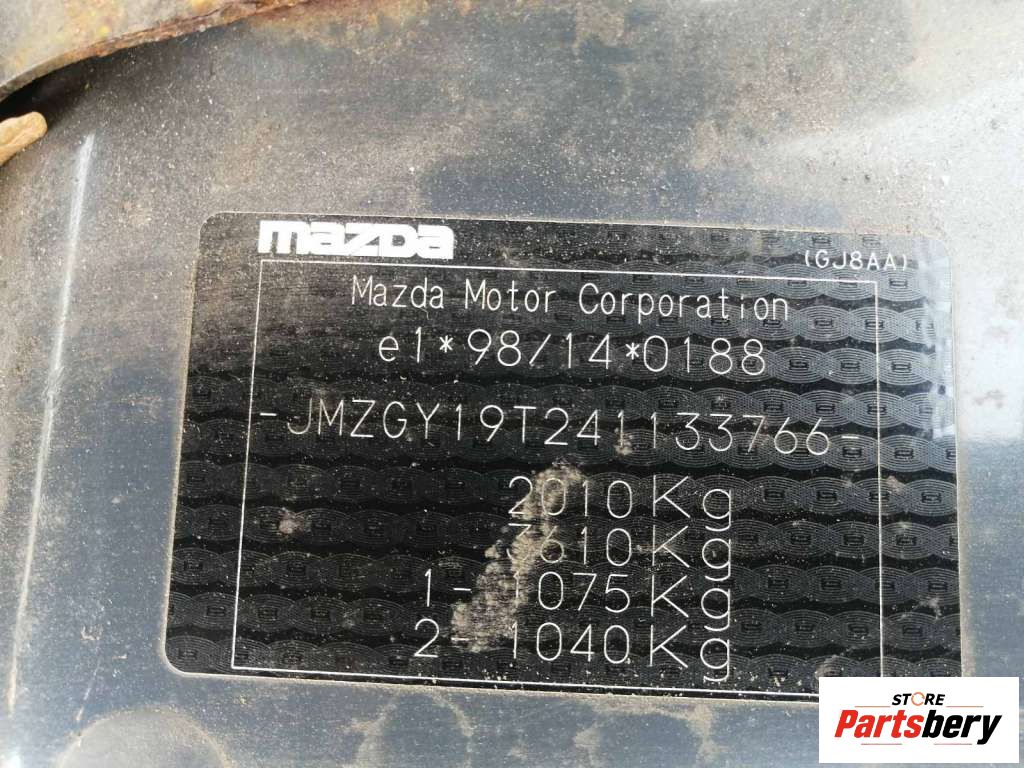 mazda
(GJ8AA)
Mazda Motor Corporation
e1*98/14*0188
-JMZGY19T241133766-
2010Kg
3610Kg
1-1075Kg
2-1040Kg
STORE
Partsbery